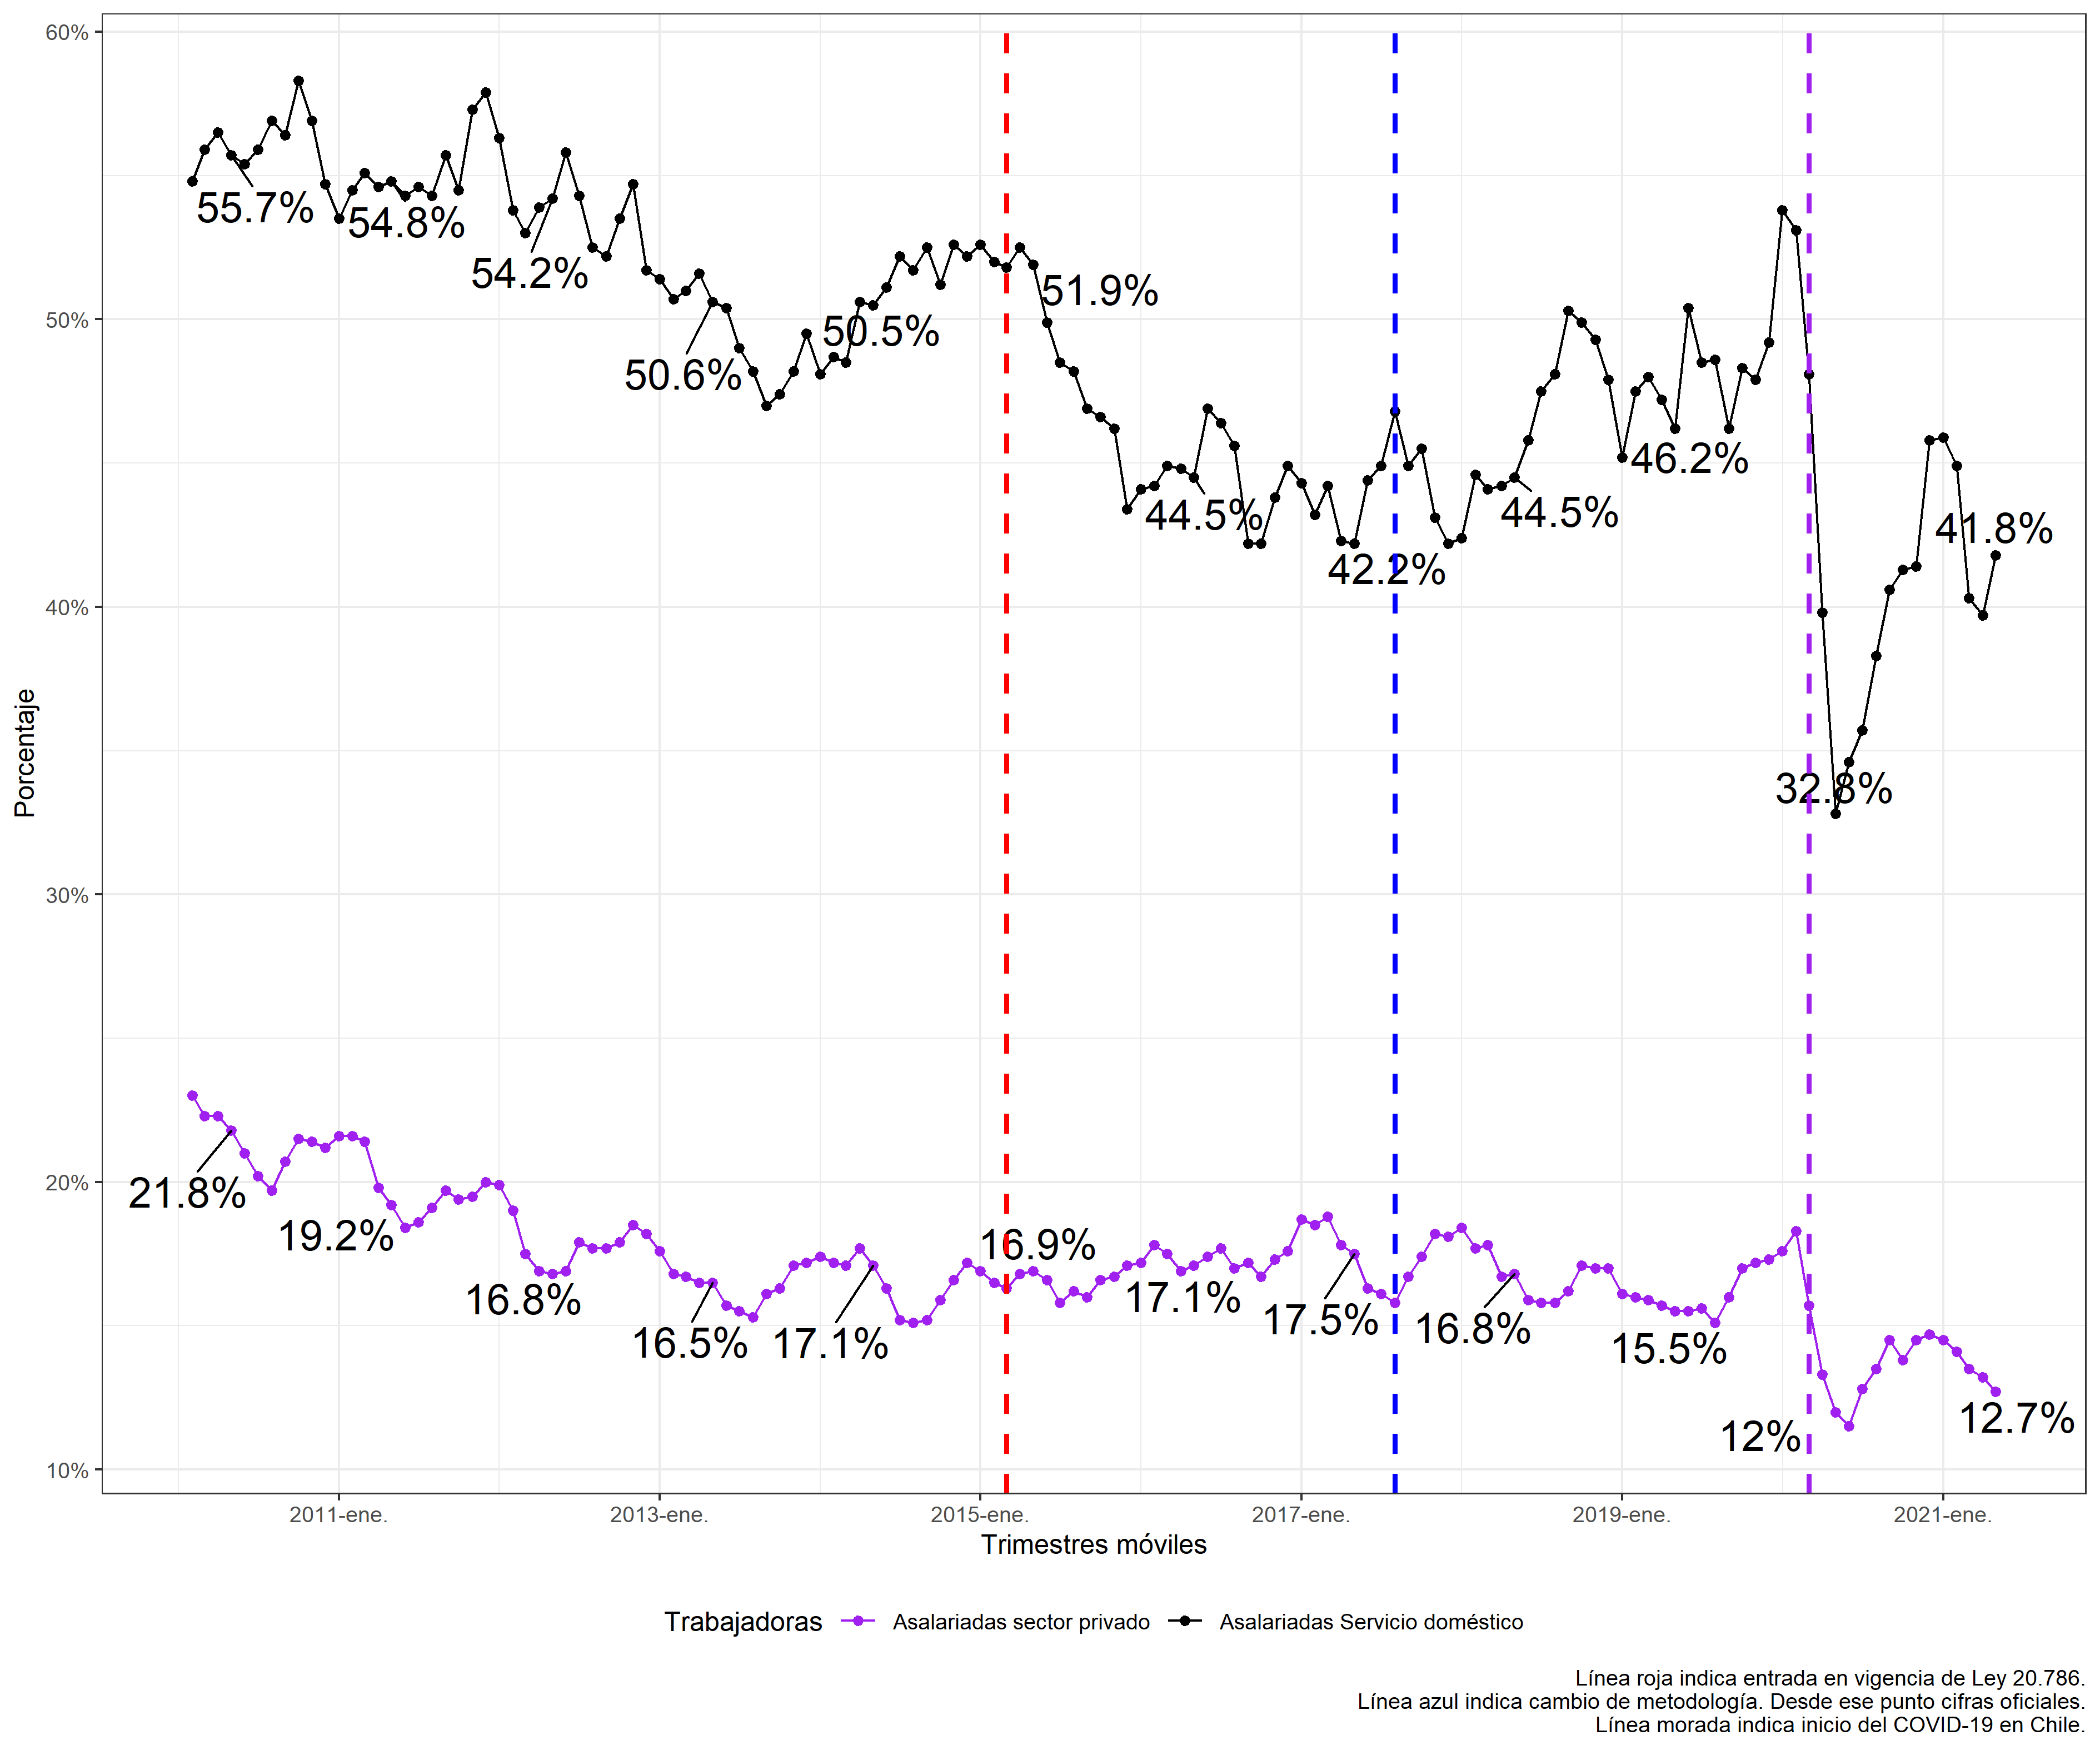 60%
50%
40%
30%
20%
10%
Porcentaje
55.7%
54.8%
54.2%
50.6%
50.5%
51.9%
44.5%
42.2%
44.5%
46.2%
32.8%
41.8%
21.8%
19.2%
16.8%
16.5%
17.1%
16.9%
17.1%
17.5%
16.8%
15.5%
12%
12.7%
2011-ene.
2013-ene.
2015-ene.
2017-ene.
2019-ene.
2021-ene.
Trimestres móviles
Trabajadoras
Asalariadas sector privado
Asalariadas Servicio doméstico
Línea roja indica entrada en vigencia de Ley 20.786.
Línea azul indica cambio de metodología. Desde ese punto cifras oficiales.
Línea morada indica inicio del COVID-19 en Chile.